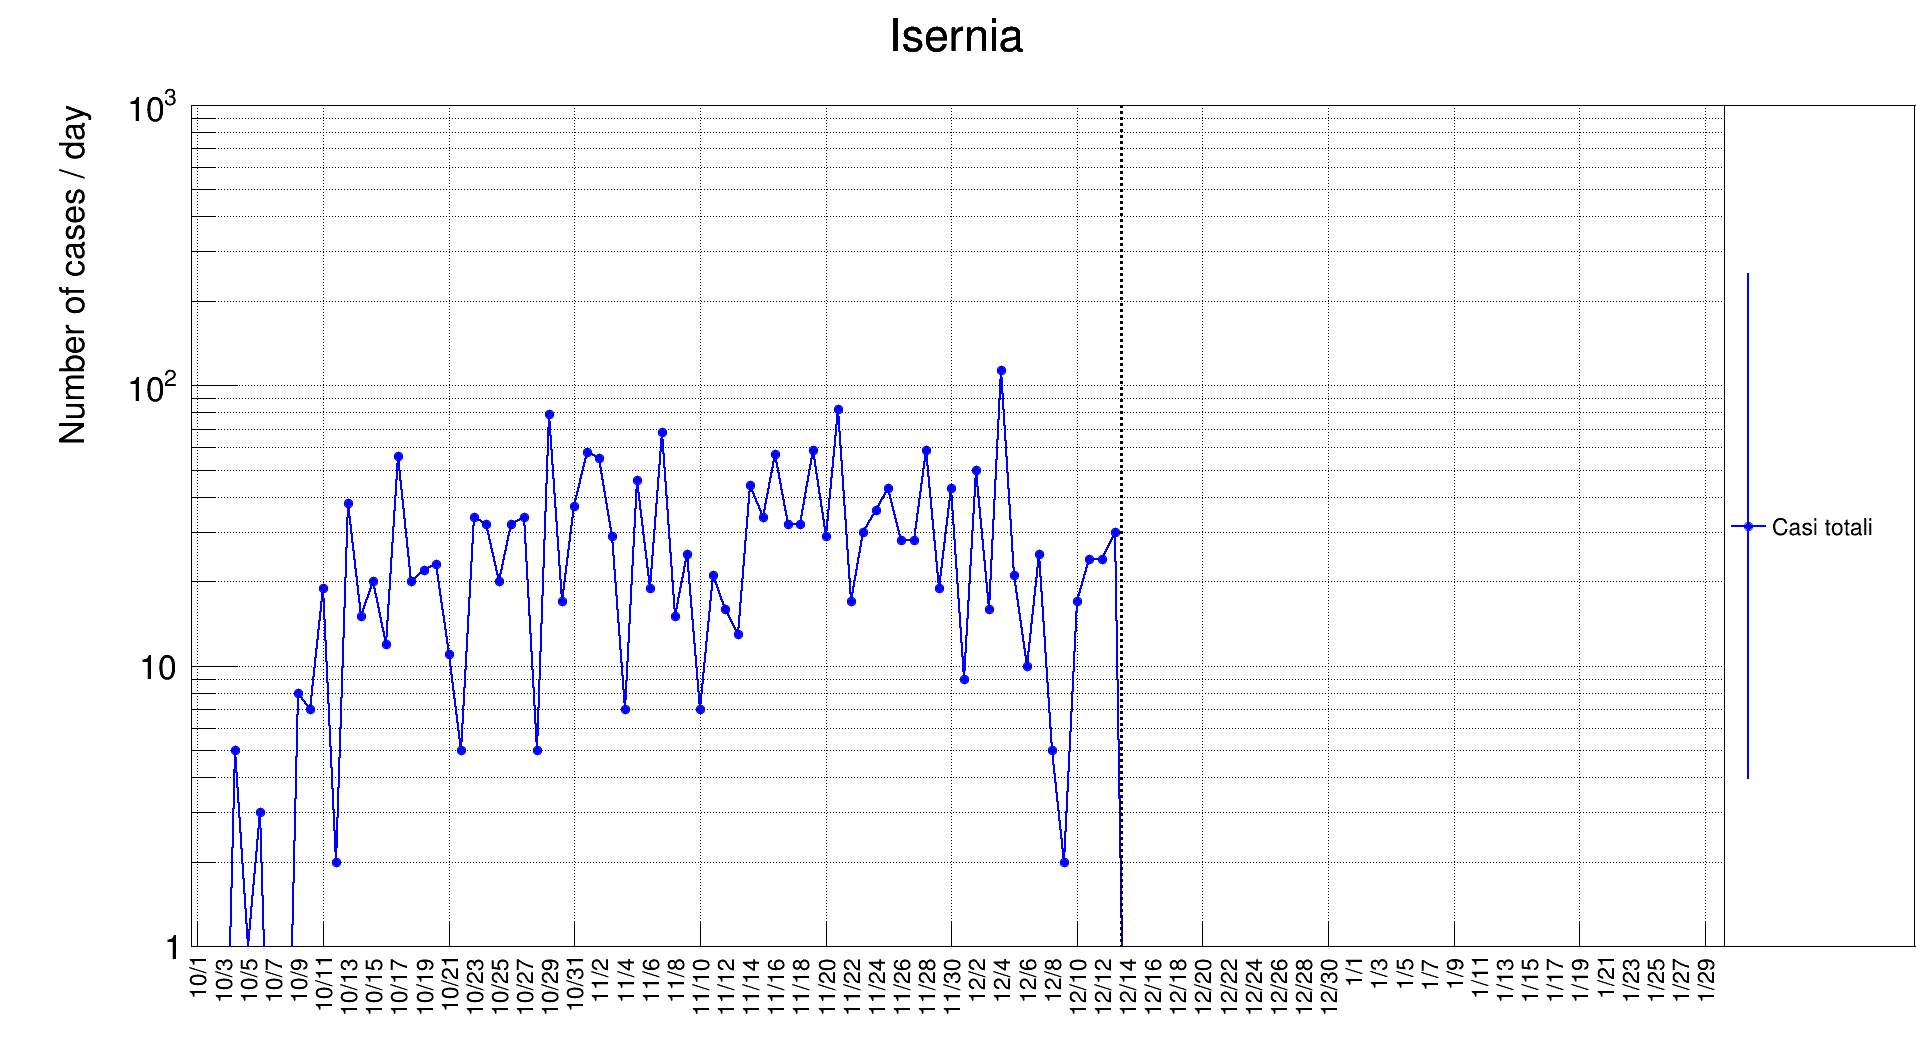 Isernia
Number of cases / day
10³
10²
10
1
10/1 10/3 10/5 10/7 10/9 10/11 10/13 10/15 10/17 10/19 10/21 10/23 10/25 10/27 10/29 10/31 11/2 11/4 11/6 11/8 11/10 11/12 11/14 11/16 11/18 11/20 11/22 11/24 11/26 11/28 11/30 12/2 12/4 12/6 12/8 12/10 12/12 12/14 12/16 12/18 12/20 12/22 12/24 12/26 12/28 12/30 1/1 1/3 1/5 1/7 1/9 1/11 1/13 1/15 1/17 1/19 1/21 1/23 1/25 1/27 1/29
Casi totali